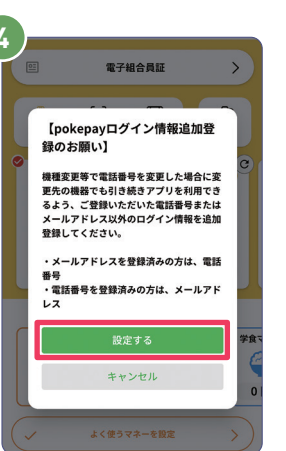 4
電子組合員証
【pokepayログイン情報追加登
録のお願い】
機種変更等で電話番号を変更した場合に変
更先の機器でも引き続きアプリを利用でき
るよう、ご登録いただいた電話番号または
メールアドレス以外のログイン情報を追加
登録してください。
・メールアドレスを登録済みの方は、電話
番号
・電話番号を登録済みの方は、メールアド
レス
設定する
学食マ
キャンセル
0
よく使うマネーを設定